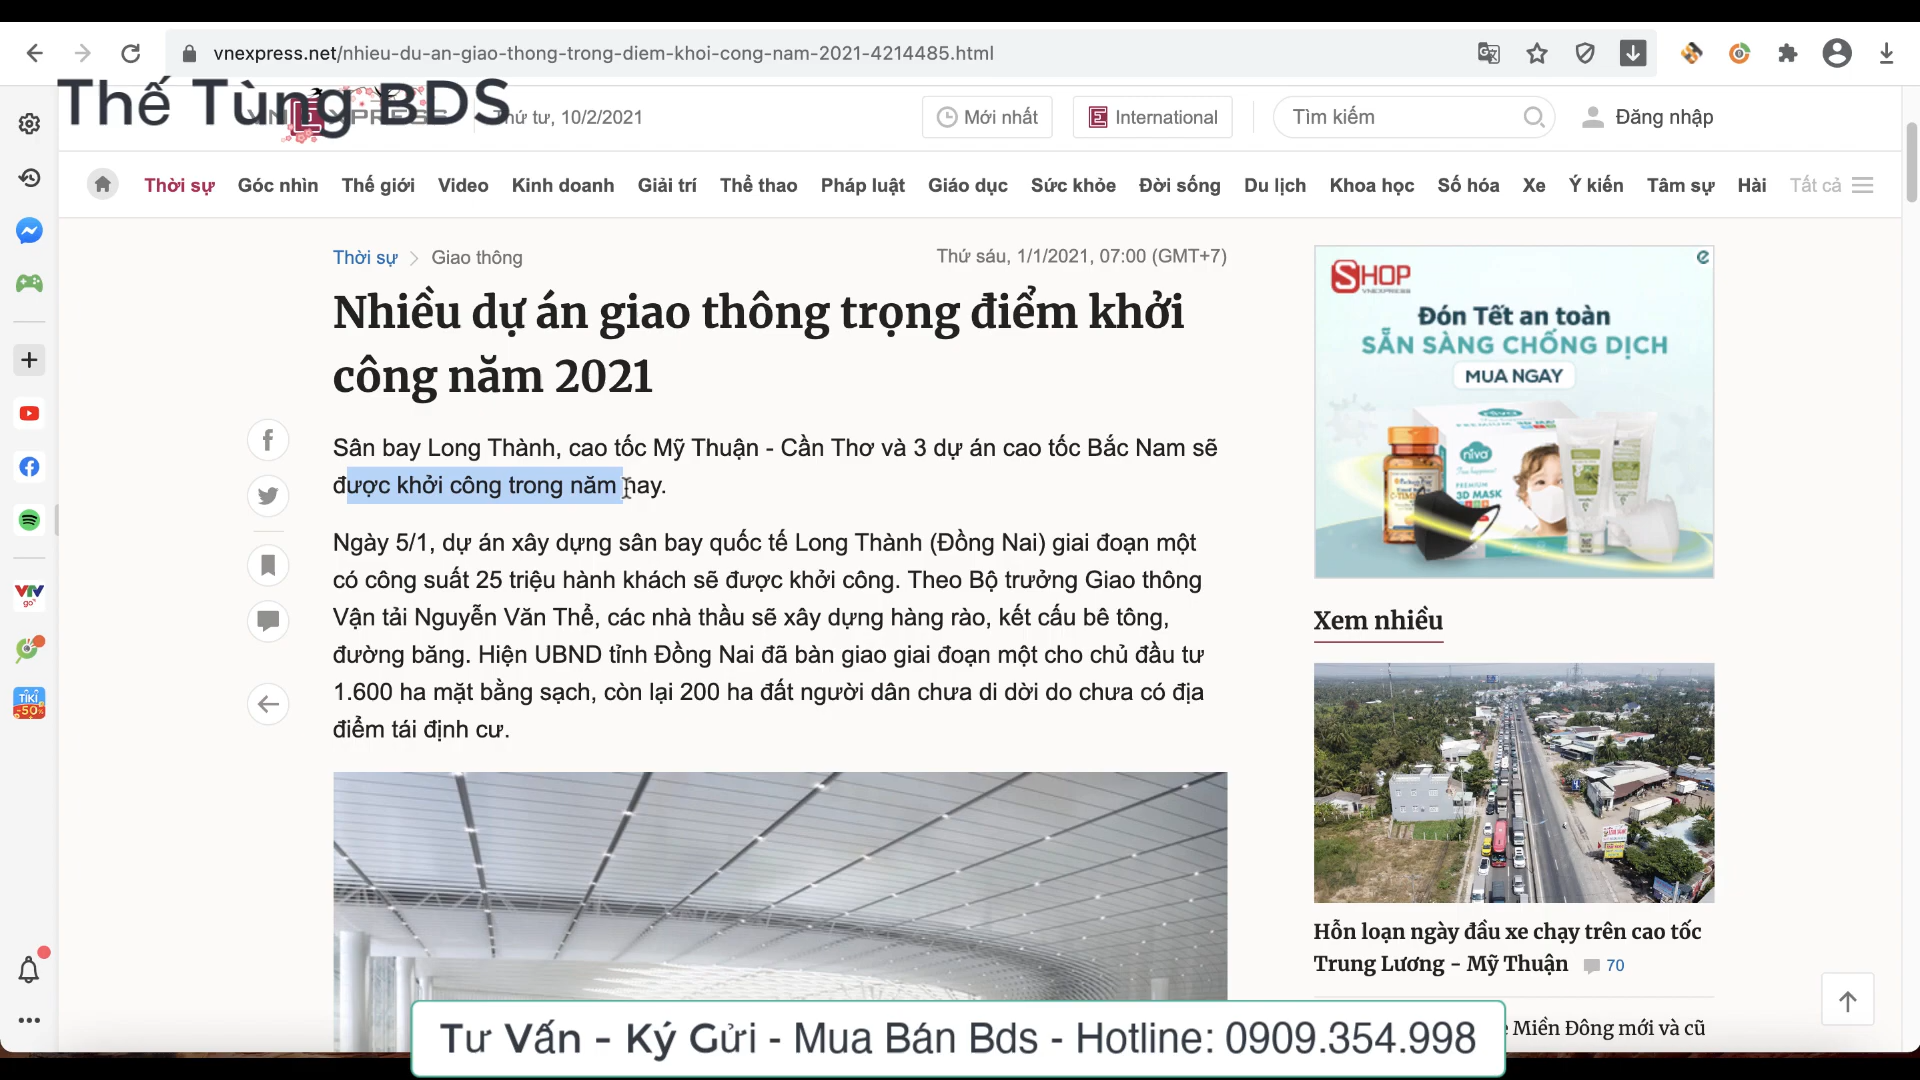 vnexpress.net/nhieu-du-an-giao-thong-trong-diem-khoi-cong-nam-2021-4214485.html
Thế Tùng BDS
VNEXPRESS
Thứ tư, 10/2/2021
Mới nhất
International
Tìm kiếm
Đăng nhập
Thời sự Góc nhìn Thế giới Video Kinh doanh Giải trí Thể thao Pháp luật Giáo dục Sức khỏe Đời sống Du lịch Khoa học Số hóa Xe Ý kiến Tâm sự Hài Tất cả
Thời sự > Giao thông
Thứ sáu, 1/1/2021, 07:00 (GMT+7)
Nhiều dự án giao thông trọng điểm khởi
công năm 2021
Sân bay Long Thành, cao tốc Mỹ Thuận - Cần Thơ và 3 dự án cao tốc Bắc Nam sẽ
được khởi công trong năm nay.
Ngày 5/1, dự án xây dựng sân bay quốc tế Long Thành (Đồng Nai) giai đoạn một
có công suất 25 triệu hành khách sẽ được khởi công. Theo Bộ trưởng Giao thông
Vận tải Nguyễn Văn Thể, các nhà thầu sẽ xây dựng hàng rào, kết cấu bê tông,
đường băng. Hiện UBND tỉnh Đồng Nai đã bàn giao giai đoạn một cho chủ đầu tư
1.600 ha mặt bằng sạch, còn lại 200 ha đất người dân chưa di dời do chưa có địa
điểm tái định cư.
SHOP
VNEXPRESS
Đón Tết an toàn
SẴN SÀNG CHỐNG DỊCH
MUA NGAY
niva
PREMIUM
3D MASK
Xem nhiều
Hỗn loạn ngày đầu xe chạy trên cao tốc
Trung Lương - Mỹ Thuận 70
Miền Đông mới và cũ
VTV
go
TIKI
-50%
Tư Vấn - Ký Gửi - Mua Bán Bds - Hotline: 0909.354.998